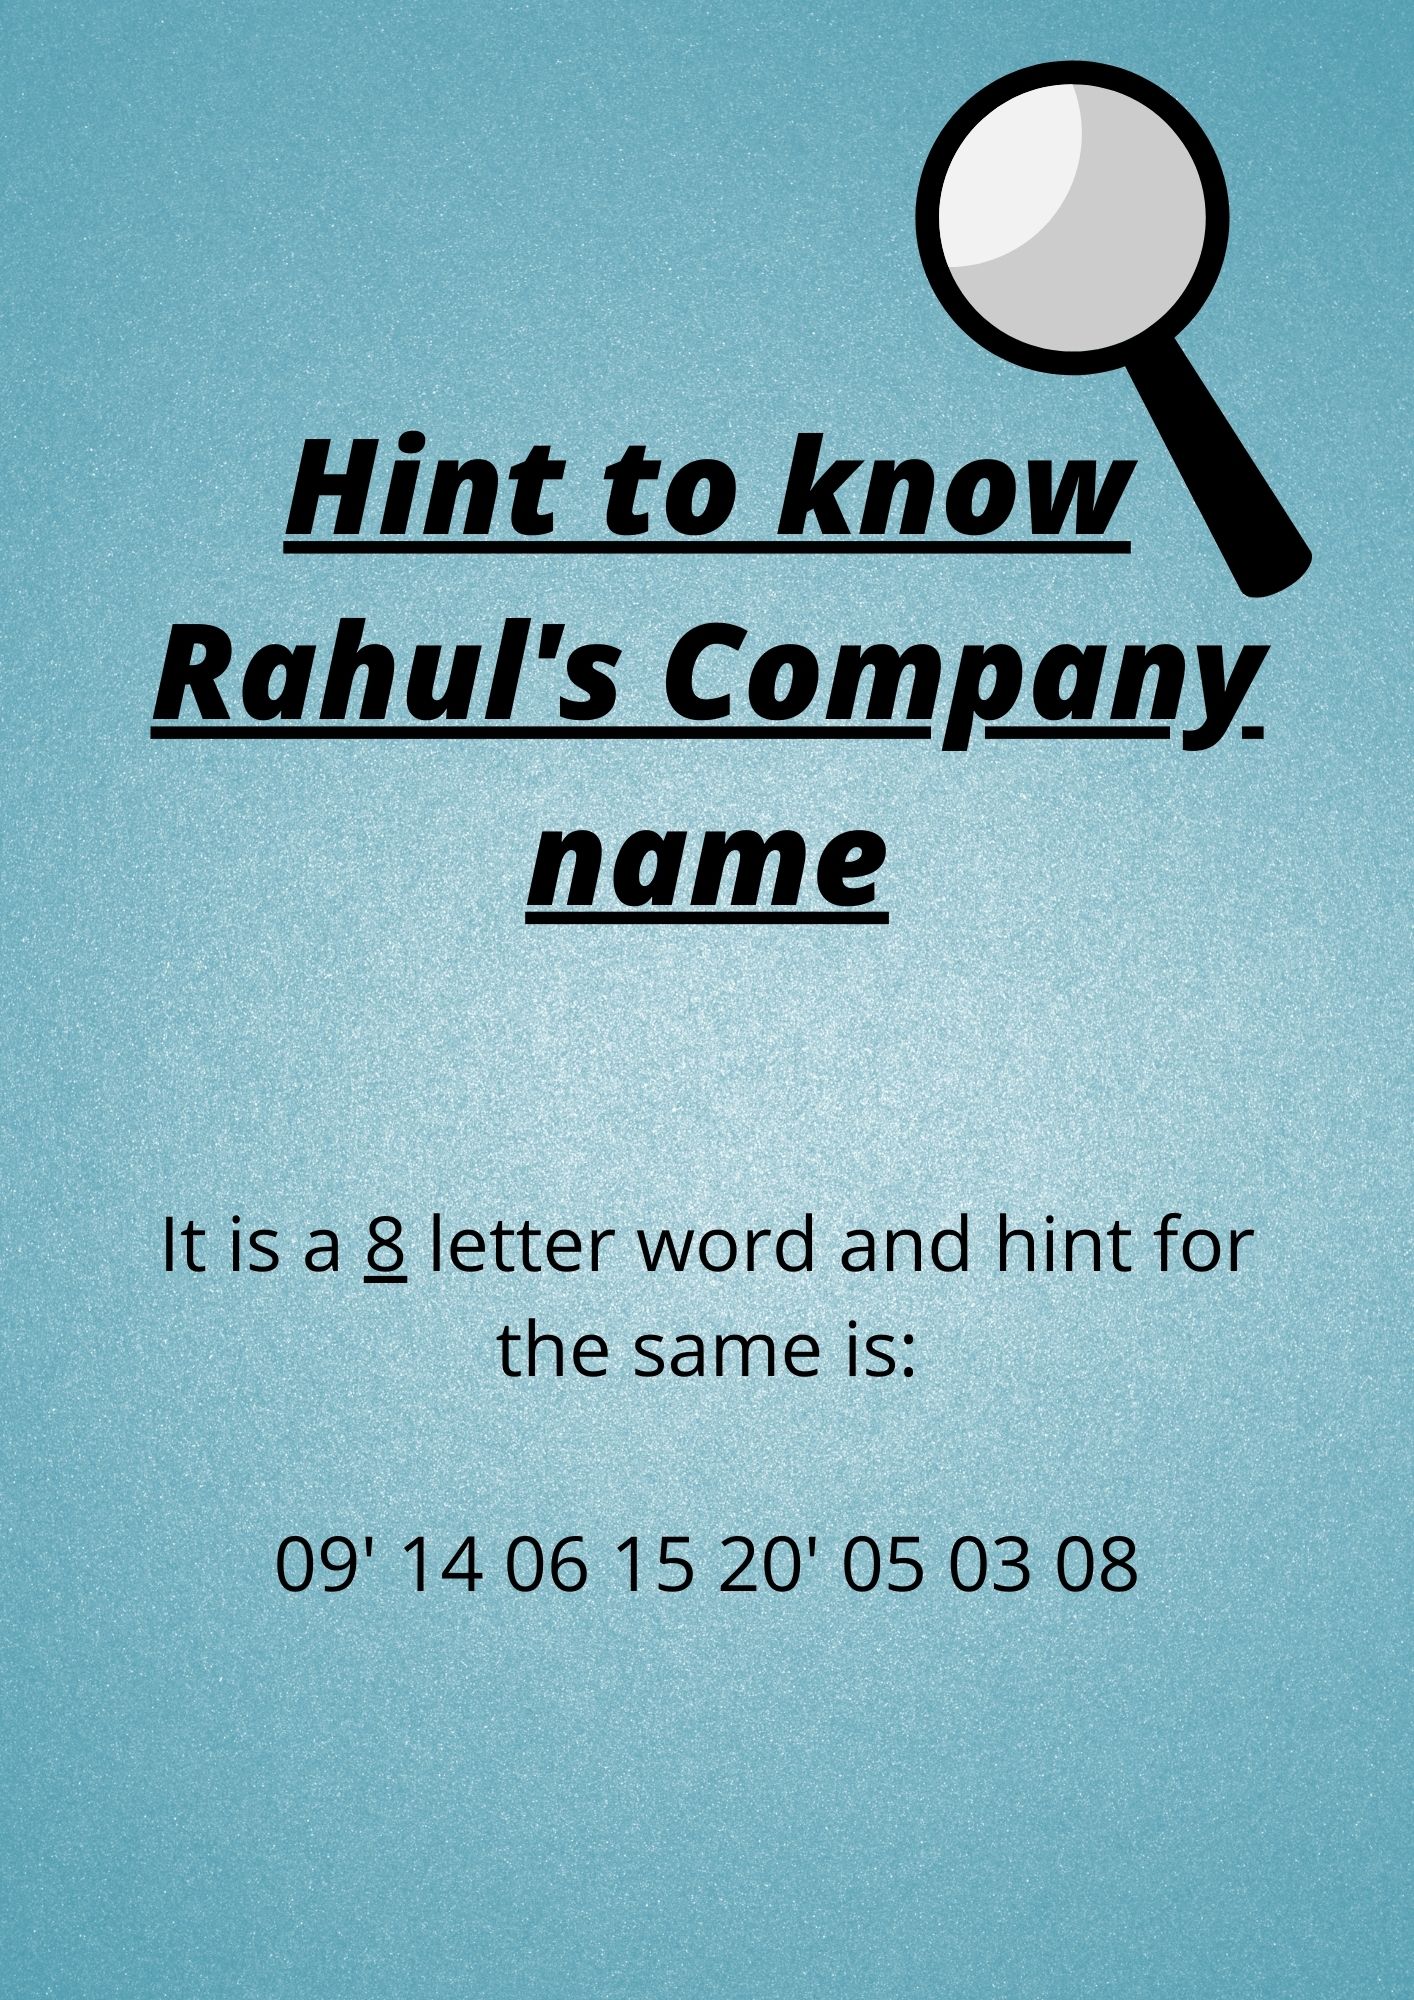 Hint to know
Rahul's Company
name
It is a 8 letter word and hint for
the same is:
09' 14 06 15 20' 05 03 08